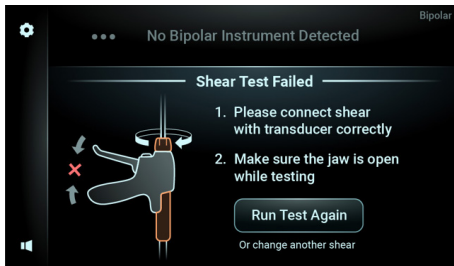 Bipolar
No Bipolar Instrument Detected
Shear Test Failed
1. Please connect shear
with transducer correctly
2. Make sure the jaw is open
while testing
Run Test Again
Or change another shear